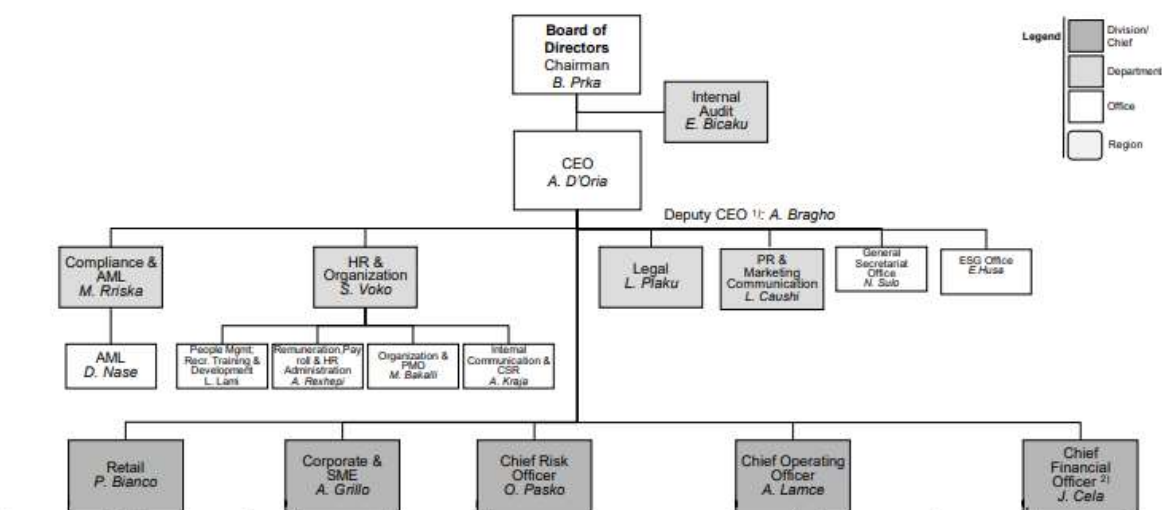 Board of
Directors
Chairman
B. Prka
Legend
Division/
Chief
Department
Office
Region
Internal
Audit
E. Bicaku
CEO
A. D'Oria
Deputy CEO 1): A. Bragho
Compliance &
AML
M. Rriska
HR &
Organization
S. Voko
Legal
L. Plaku
PR &
Marketing
Communication
L. Caushi
General
Secretariat
Office
N. Sulo
ESG Office
E.Husa
AML
D. Nase
People Mgmt;
Recr. Training &
Development
L. Lami
Remuneration,Pay
roll & HR
Administration
A. Rexhepi
Organization &
PMO
M. Bakalli
Internal
Communication &
CSR
A. Kraja
Retail
P. Bianco
Corporate &
SME
A. Grillo
Chief Risk
Officer
O. Pasko
Chief Operating
Officer
A. Lamce
Chief
Financial
Officer 2)
J. Cela